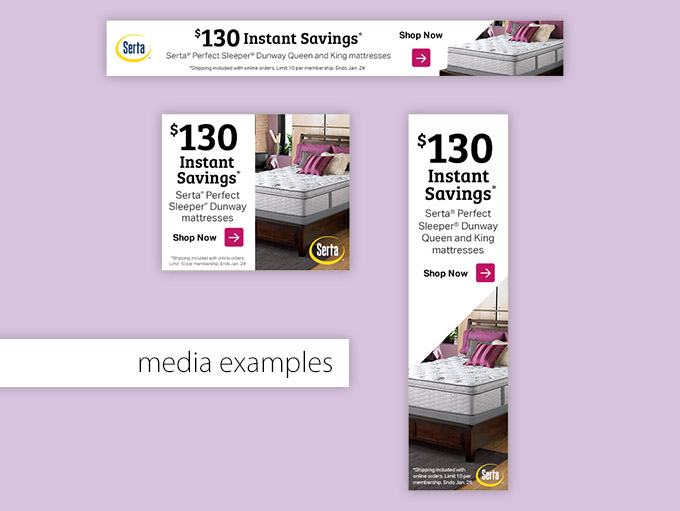 Serta
$130 Instant Savings*
Serta® Perfect Sleeper® Dunway Queen and King mattresses
*Shipping included with online orders. Limit 10 per membership. Ends Jan. 29.
Shop Now
$130
Instant
Savings*
Serta® Perfect
Sleeper® Dunway
mattresses
Shop Now
*Shipping included with online orders.
Limit 10 per membership. Ends Jan. 29.
Serta
$130
Instant
Savings*
Serta® Perfect
Sleeper® Dunway
Queen and King
mattresses
Shop Now
*Shipping included with
online orders. Limit 10 per
membership. Ends Jan. 29.
Serta
media examples